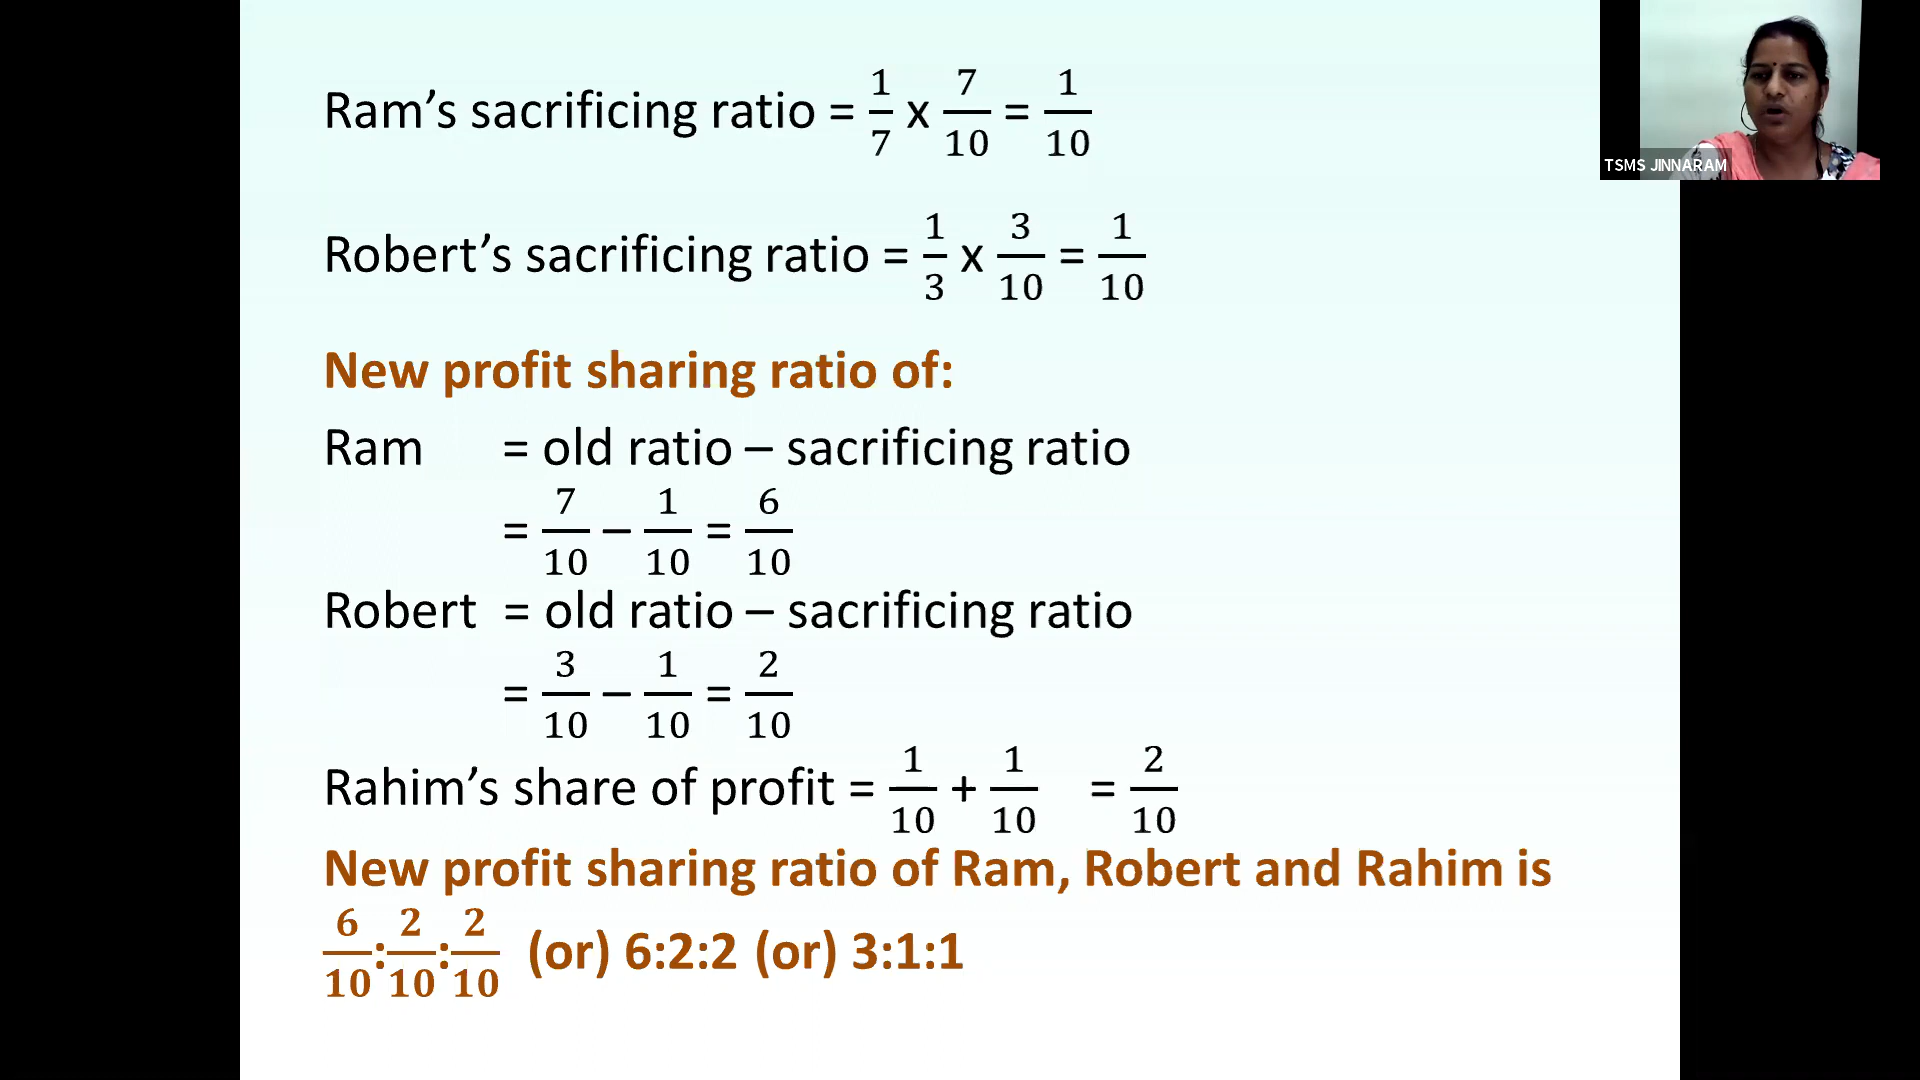 Ram’s sacrificing ratio = 1/7 x 7/10 = 1/10
TSMS JINNARAM
Robert’s sacrificing ratio = 1/3 x 3/10 = 1/10
New profit sharing ratio of:
Ram = old ratio – sacrificing ratio
= 7/10 − 1/10 = 6/10
Robert = old ratio – sacrificing ratio
= 3/10 − 1/10 = 2/10
Rahim’s share of profit = 1/10 + 1/10 = 2/10
New profit sharing ratio of Ram, Robert and Rahim is
6/10:2/10:2/10 (or) 6:2:2 (or) 3:1:1